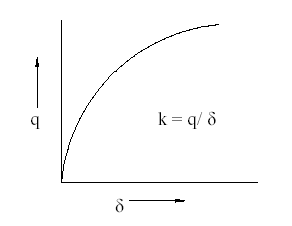 q
k = q/ δ
δ